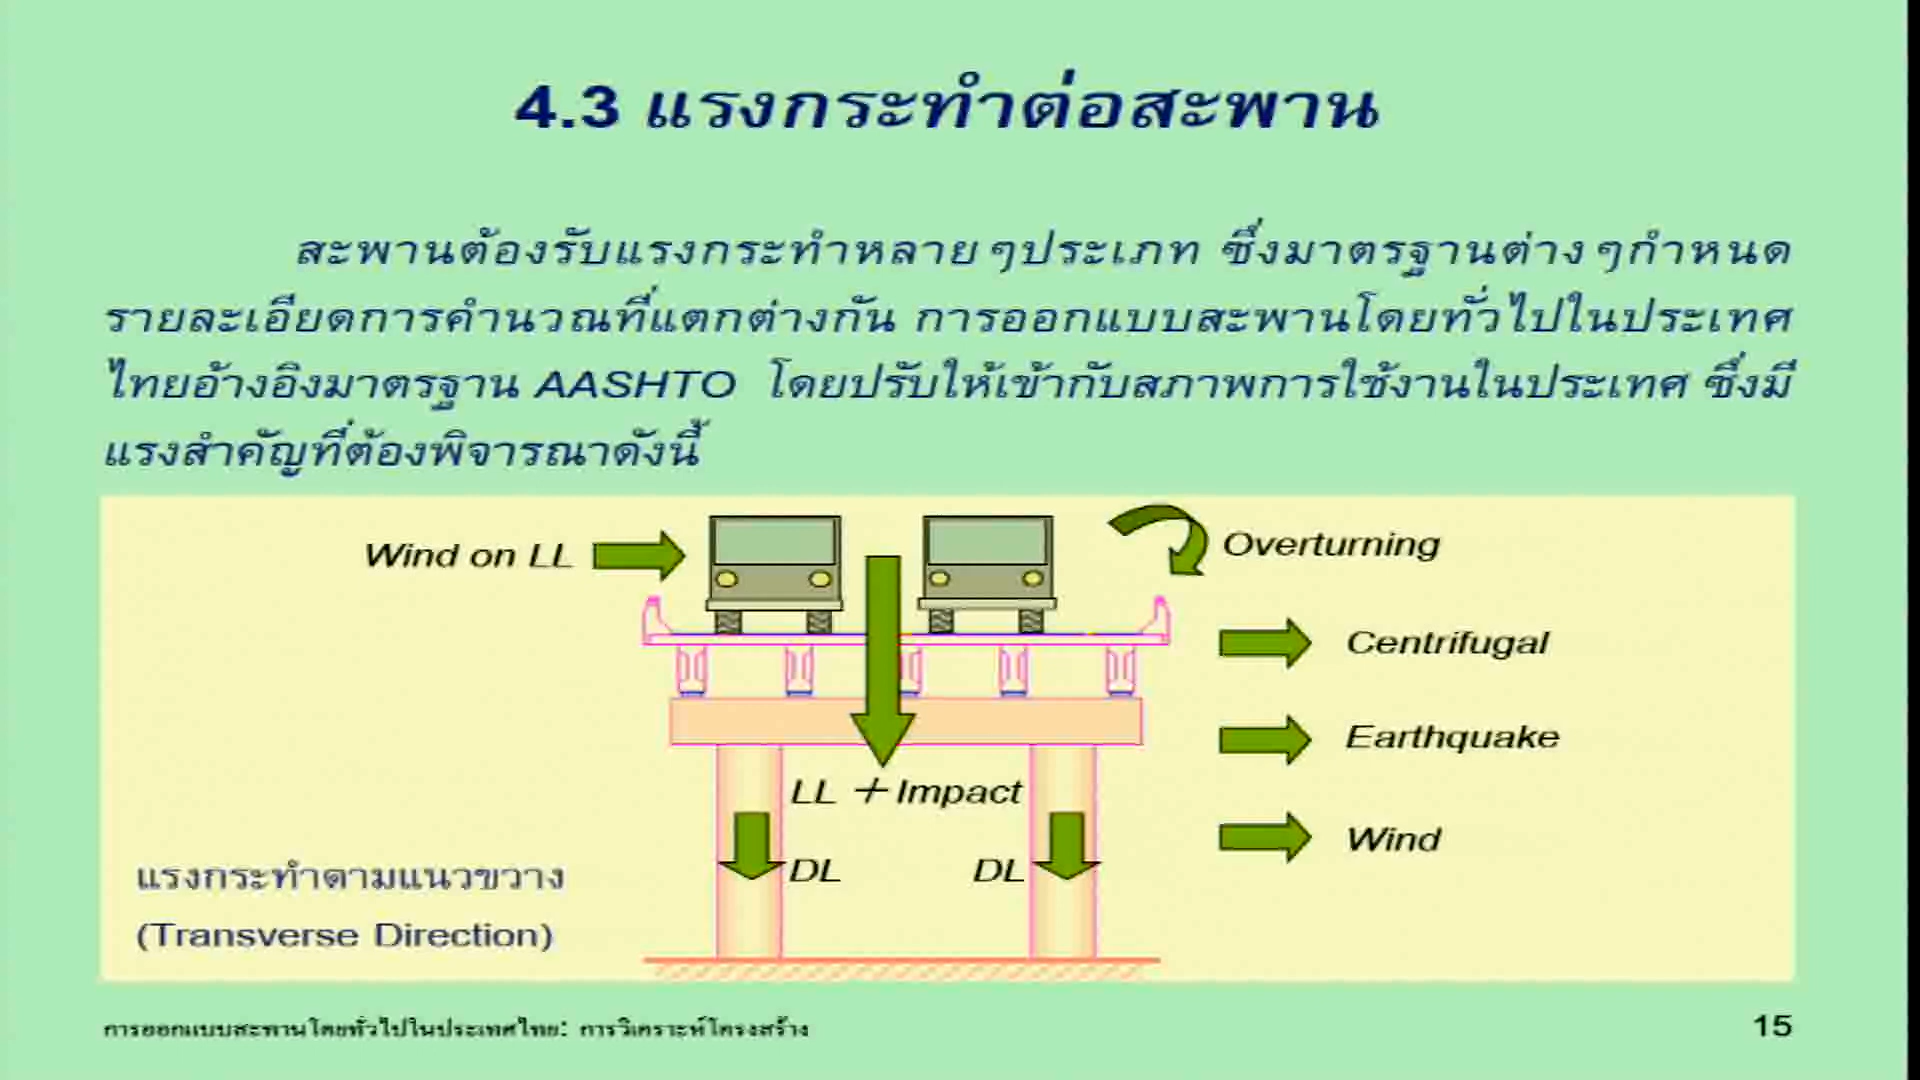 4.3 แรงกระทำต่อสะพาน
สะพานต้องรับแรงกระทำหลายๆประเภท ซึ่งมาตรฐานต่างๆกำหนด
รายละเอียดการคำนวณที่แตกต่างกัน การออกแบบสะพานโดยทั่วไปในประเทศ
ไทยอ้างอิงมาตรฐาน AASHTO โดยปรับให้เข้ากับสภาพการใช้งานในประเทศ ซึ่งมี
แรงสำคัญที่ต้องพิจารณาดังนี้
Wind on LL
Overturning
Centrifugal
Earthquake
LL + Impact
Wind
DL
DL
แรงกระทำตามแนวขวาง
(Transverse Direction)
การออกแบบสะพานโดยทั่วไปในประเทศไทย: การวิเคราะห์โครงสร้าง
15